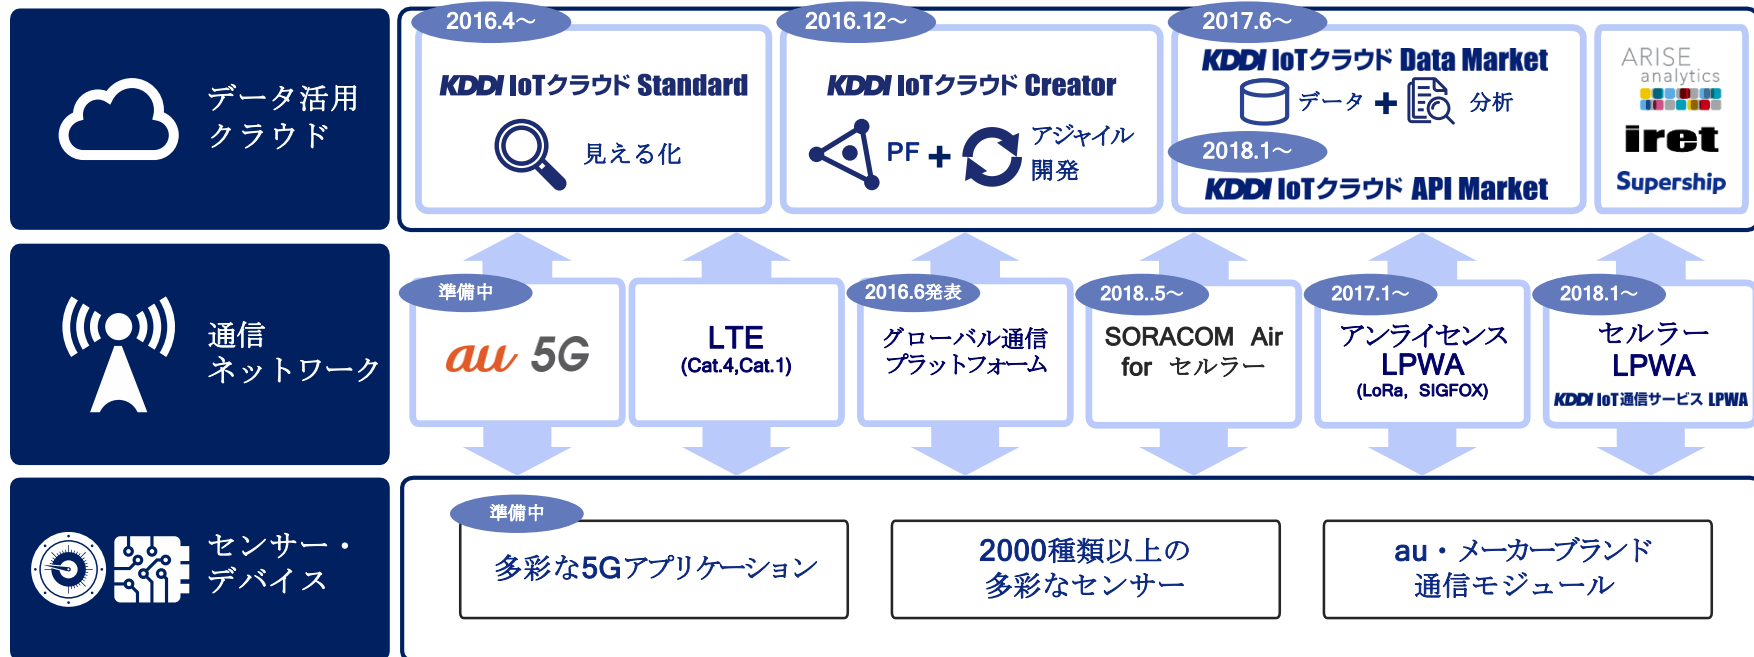 データ活用
クラウド
2016.4～
KDDI IoTクラウド Standard
見える化
2016.12～
KDDI IoTクラウド Creator
PF + アジャイル
開発
2017.6～
KDDI IoTクラウド Data Market
データ + 分析
2018.1～
KDDI IoTクラウド API Market
ARISE
analytics
iret
Supership
通信
ネットワーク
準備中
au 5G
LTE
(Cat.4,Cat.1)
2016.6発表
グローバル通信
プラットフォーム
2018..5～
SORACOM Air
for セルラー
2017.1～
アンライセンス
LPWA
(LoRa, SIGFOX)
2018.1～
セルラー
LPWA
KDDI IoT通信サービス LPWA
センサー・
デバイス
準備中
多彩な5Gアプリケーション
2000種類以上の
多彩なセンサー
au・メーカーブランド
通信モジュール